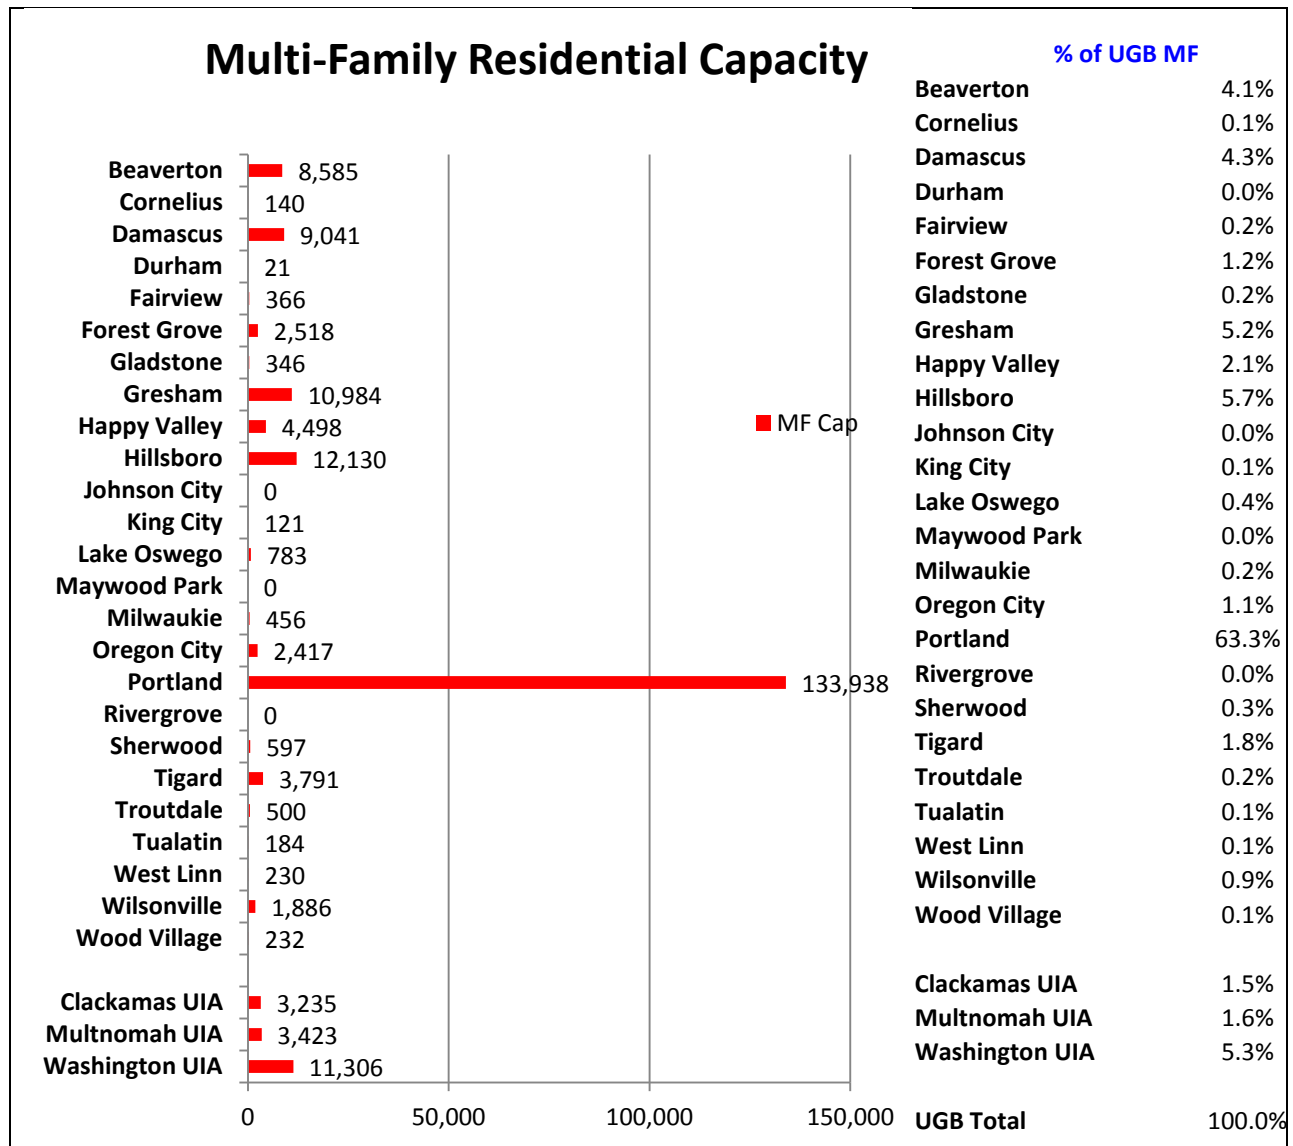 Multi-Family Residential Capacity
Beaverton 8,585
Cornelius 140
Damascus 9,041
Durham 21
Fairview 366
Forest Grove 2,518
Gladstone 346
Gresham 10,984
Happy Valley 4,498
Hillsboro 12,130
Johnson City 0
King City 121
Lake Oswego 783
Maywood Park 0
Milwaukie 456
Oregon City 2,417
Portland 133,938
Rivergrove 0
Sherwood 597
Tigard 3,791
Troutdale 500
Tualatin 184
West Linn 230
Wilsonville 1,886
Wood Village 232
Clackamas UIA 3,235
Multnomah UIA 3,423
Washington UIA 11,306
0 50,000 100,000 150,000
MF Cap
% of UGB MF
Beaverton 4.1%
Cornelius 0.1%
Damascus 4.3%
Durham 0.0%
Fairview 0.2%
Forest Grove 1.2%
Gladstone 0.2%
Gresham 5.2%
Happy Valley 2.1%
Hillsboro 5.7%
Johnson City 0.0%
King City 0.1%
Lake Oswego 0.4%
Maywood Park 0.0%
Milwaukie 0.2%
Oregon City 1.1%
Portland 63.3%
Rivergrove 0.0%
Sherwood 0.3%
Tigard 1.8%
Troutdale 0.2%
Tualatin 0.1%
West Linn 0.1%
Wilsonville 0.9%
Wood Village 0.1%
Clackamas UIA 1.5%
Multnomah UIA 1.6%
Washington UIA 5.3%
UGB Total 100.0%